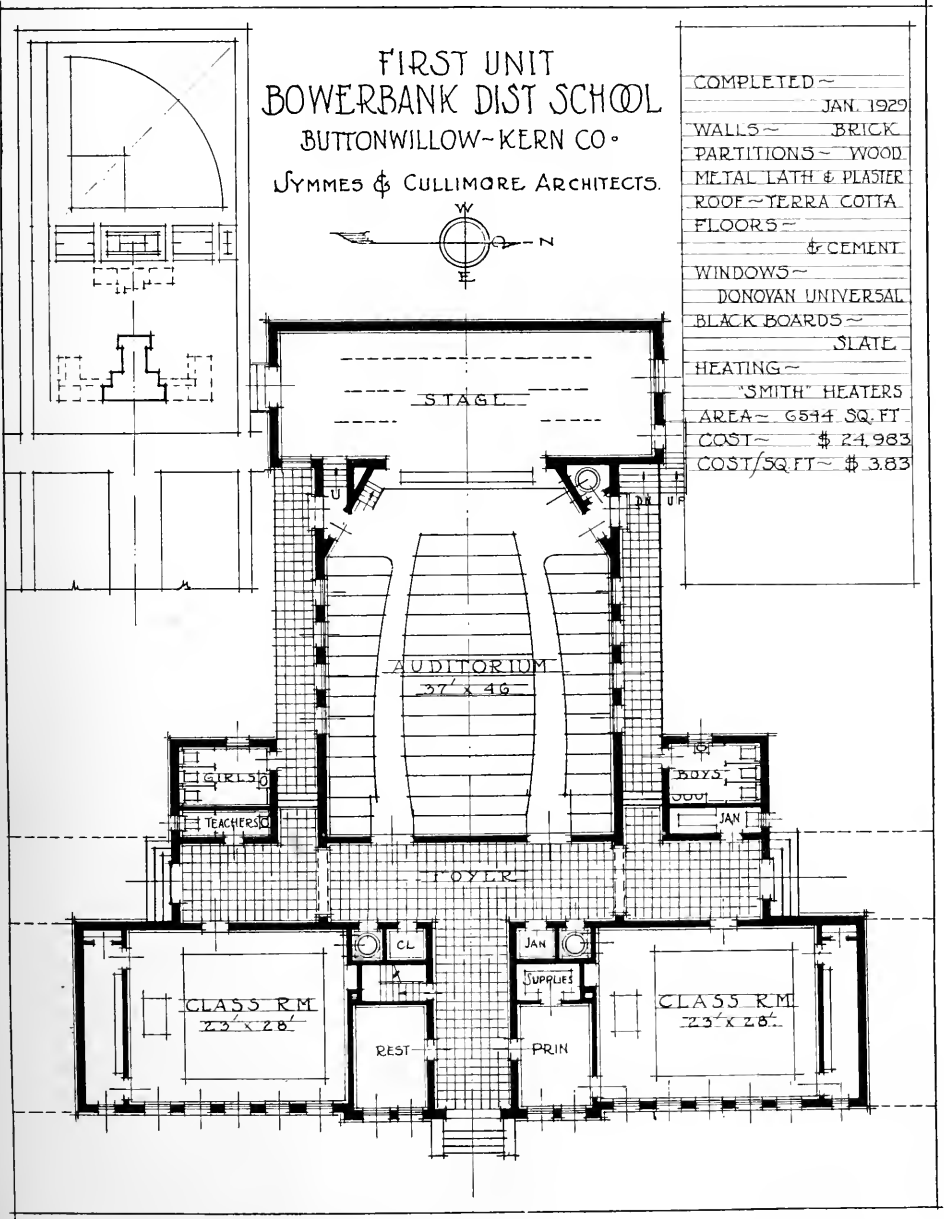 FIRST UNIT
BOWERBANK DIST SCHOOL
BUTTONWILLOW~KERN CO.
SYMMES & CULLIMORE ARCHITECTS.
W
N
E
COMPLETED~
JAN. 1929
WALLS~ BRICK
PARTITIONS~ WOOD
METAL LATH & PLASTER
ROOF~TERRA COTTA
FLOORS~
& CEMENT
WINDOWS~
DONOVAN UNIVERSAL
BLACK BOARDS~
SLATE
HEATING~
"SMITH" HEATERS
AREA~ 6544 SQ. FT
COST~ $ 24,983
COST/SQ.FT~ $ 3.83
STAGE
U
DN UP
AUDITORIUM
37' x 46
GIRLS
BOYS
TEACHERS
JAN
FOYER
CL
JAN
SUPPLIES
CLASS RM
23' x 28'
CLASS RM
23' x 28'
REST
PRIN